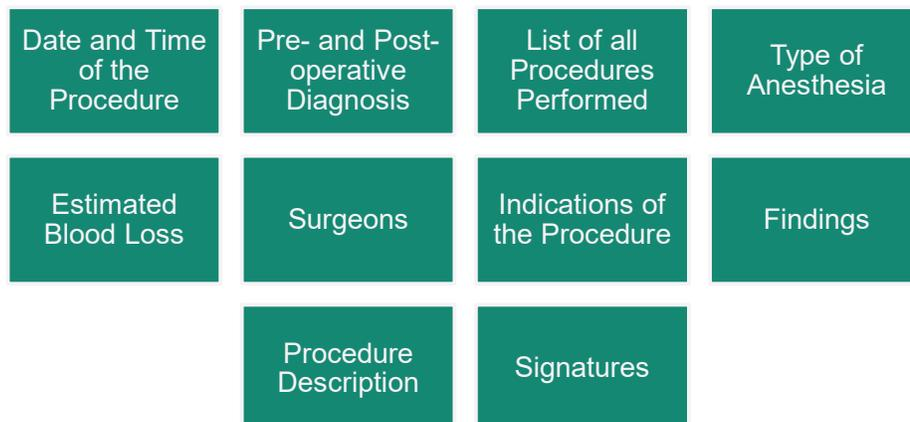 Date and Time
of the
Procedure
Pre- and Post-
operative
Diagnosis
List of all
Procedures
Performed
Type of
Anesthesia
Estimated
Blood Loss
Surgeons
Indications of
the Procedure
Findings
Procedure
Description
Signatures